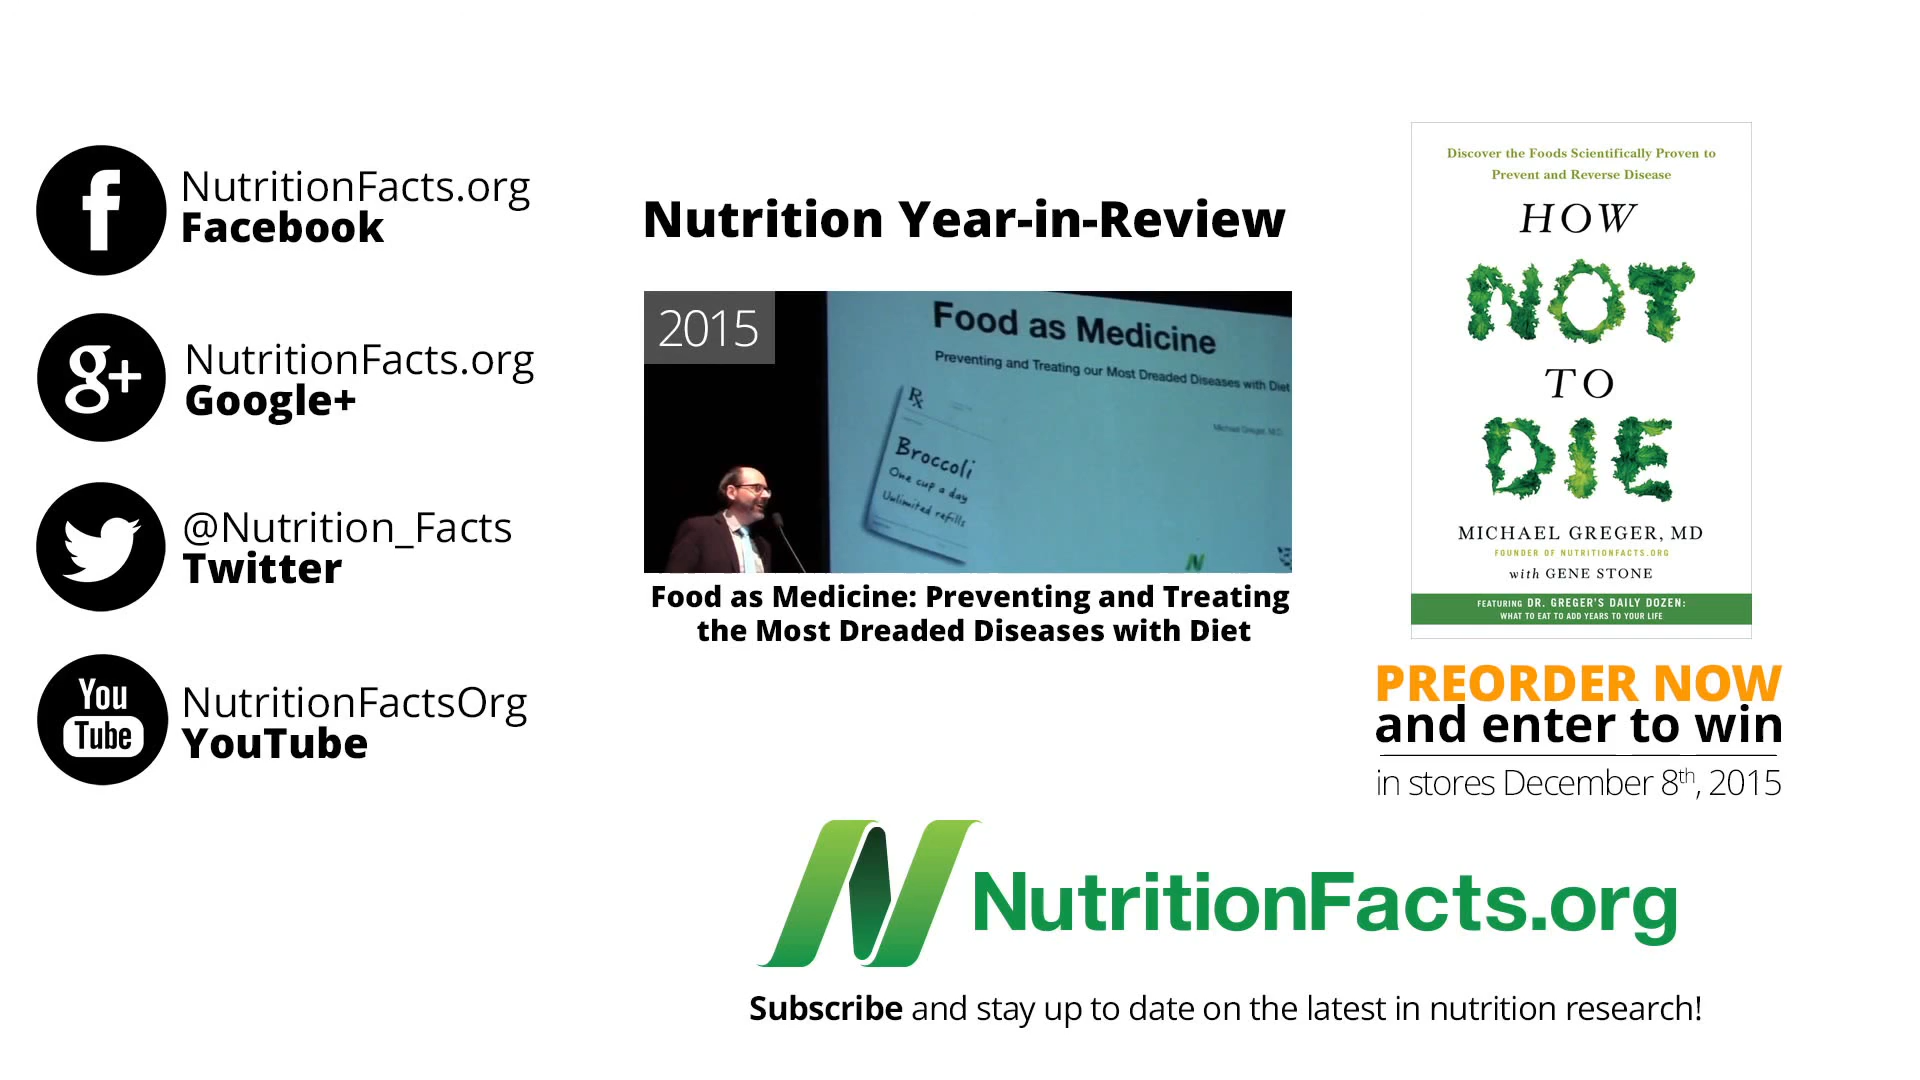 NutritionFacts.org
Facebook
NutritionFacts.org
Google+
@Nutrition_Facts
Twitter
You
Tube
NutritionFactsOrg
YouTube
Nutrition Year-in-Review
2015
Food as Medicine
Preventing and Treating our Most Dreaded Diseases with Diet
Michael Greger, M.D.
Rx
Broccoli
One cup a day
Unlimited refills
Food as Medicine: Preventing and Treating
the Most Dreaded Diseases with Diet
Discover the Foods Scientifically Proven to
Prevent and Reverse Disease
HOW
NOT
TO
DIE
MICHAEL GREGER, MD
FOUNDER OF NUTRITIONFACTS.ORG
with GENE STONE
FEATURING DR. GREGER'S DAILY DOZEN:
WHAT TO EAT TO ADD YEARS TO YOUR LIFE
PREORDER NOW
and enter to win
in stores December 8th, 2015
NutritionFacts.org
Subscribe and stay up to date on the latest in nutrition research!